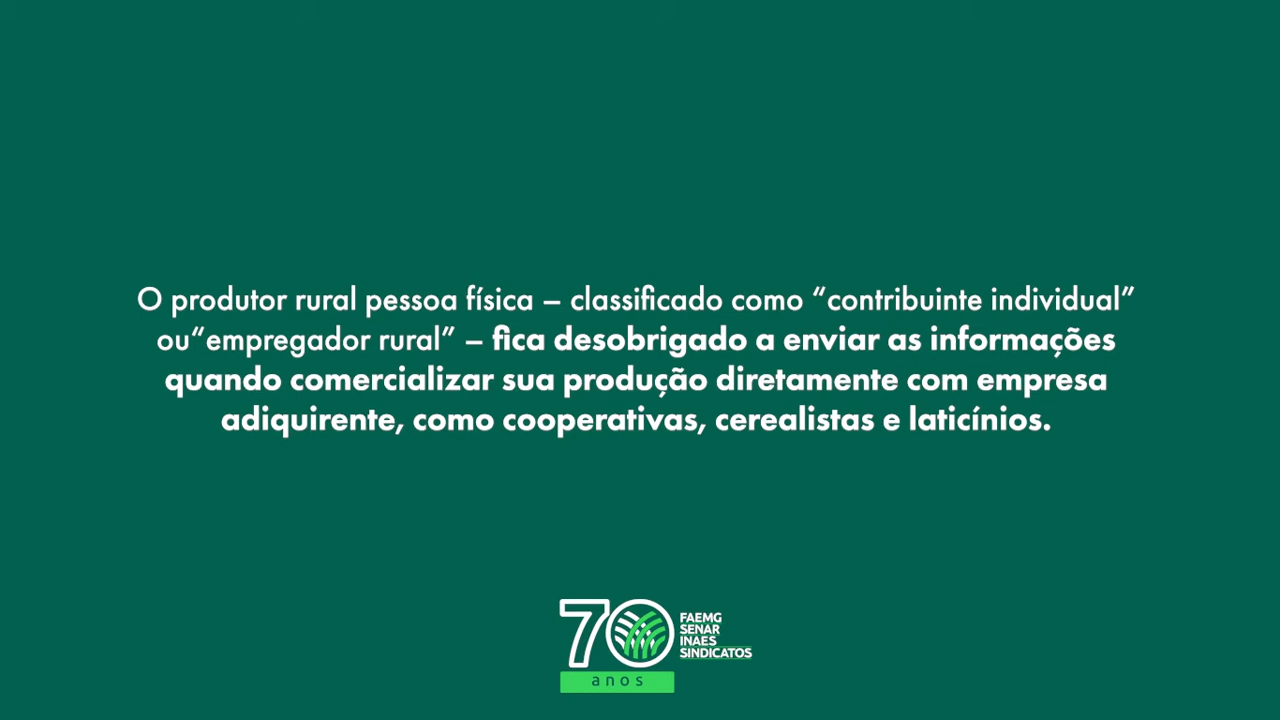 O produtor rural pessoa física – classificado como “contribuinte individual”
ou“empregador rural” – fica desobrigado a enviar as informações
quando comercializar sua produção diretamente com empresa
adiquirente, como cooperativas, cerealistas e laticínios.
70
FAEMG
SENAR
INAES
SINDICATOS
anos